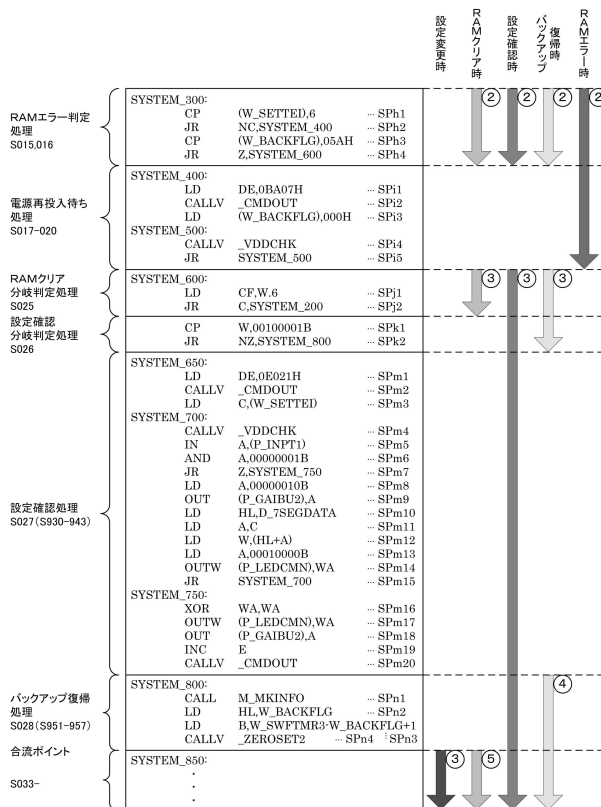 設定変更時
RAMクリア時
設定確認時
バックアップ
復帰時
RAMエラー時
② ② ② ②
RAMエラー判定
処理
S015,016
SYSTEM_300:
CP (W_SETTEI),6 ··· SPh1
JR NC,SYSTEM_400 ··· SPh2
CP (W_BACKFLG),05AH ··· SPh3
JR Z,SYSTEM_600 ··· SPh4
電源再投入待ち
処理
S017-020
SYSTEM_400:
LD DE,0BA07H ··· SPi1
CALLV _CMDOUT ··· SPi2
LD (W_BACKFLG),000H ··· SPi3
SYSTEM_500:
CALLV _VDDCHK ··· SPi4
JR SYSTEM_500 ··· SPi5
RAMクリア
分岐判定処理
S025
SYSTEM_600:
LD CF,W.6 ··· SPj1
JR C,SYSTEM_200 ··· SPj2
③ ③ ③
設定確認
分岐判定処理
S026
CP W,00100001B ··· SPk1
JR NZ,SYSTEM_800 ··· SPk2
設定確認処理
S027(S930-943)
SYSTEM_650:
LD DE,0E021H ··· SPm1
CALLV _CMDOUT ··· SPm2
LD C,(W_SETTEI) ··· SPm3
SYSTEM_700:
CALLV _VDDCHK ··· SPm4
IN A,(P_INPT1) ··· SPm5
AND A,00000001B ··· SPm6
JR Z,SYSTEM_750 ··· SPm7
LD A,00000010B ··· SPm8
OUT (P_GAIBU2),A ··· SPm9
LD HL,D_7SEGDATA ··· SPm10
LD A,C ··· SPm11
LD W,(HL+A) ··· SPm12
LD A,00010000B ··· SPm13
OUTW (P_LEDCMN),WA ··· SPm14
JR SYSTEM_700 ··· SPm15
SYSTEM_750:
XOR WA,WA ··· SPm16
OUTW (P_LEDCMN),WA ··· SPm17
OUT (P_GAIBU2),A ··· SPm18
INC E ··· SPm19
CALLV _CMDOUT ··· SPm20
バックアップ復帰
処理
S028(S951-957)
SYSTEM_800:
CALL M_MKINFO ··· SPn1
LD HL,W_BACKFLG ··· SPn2
LD B,W_SWFTMR3-W_BACKFLG+1
CALLV _ZEROSET2 ··· SPn4 ⋮SPn3
④
合流ポイント
S033-
SYSTEM_850:
·
·
·
③ ⑤